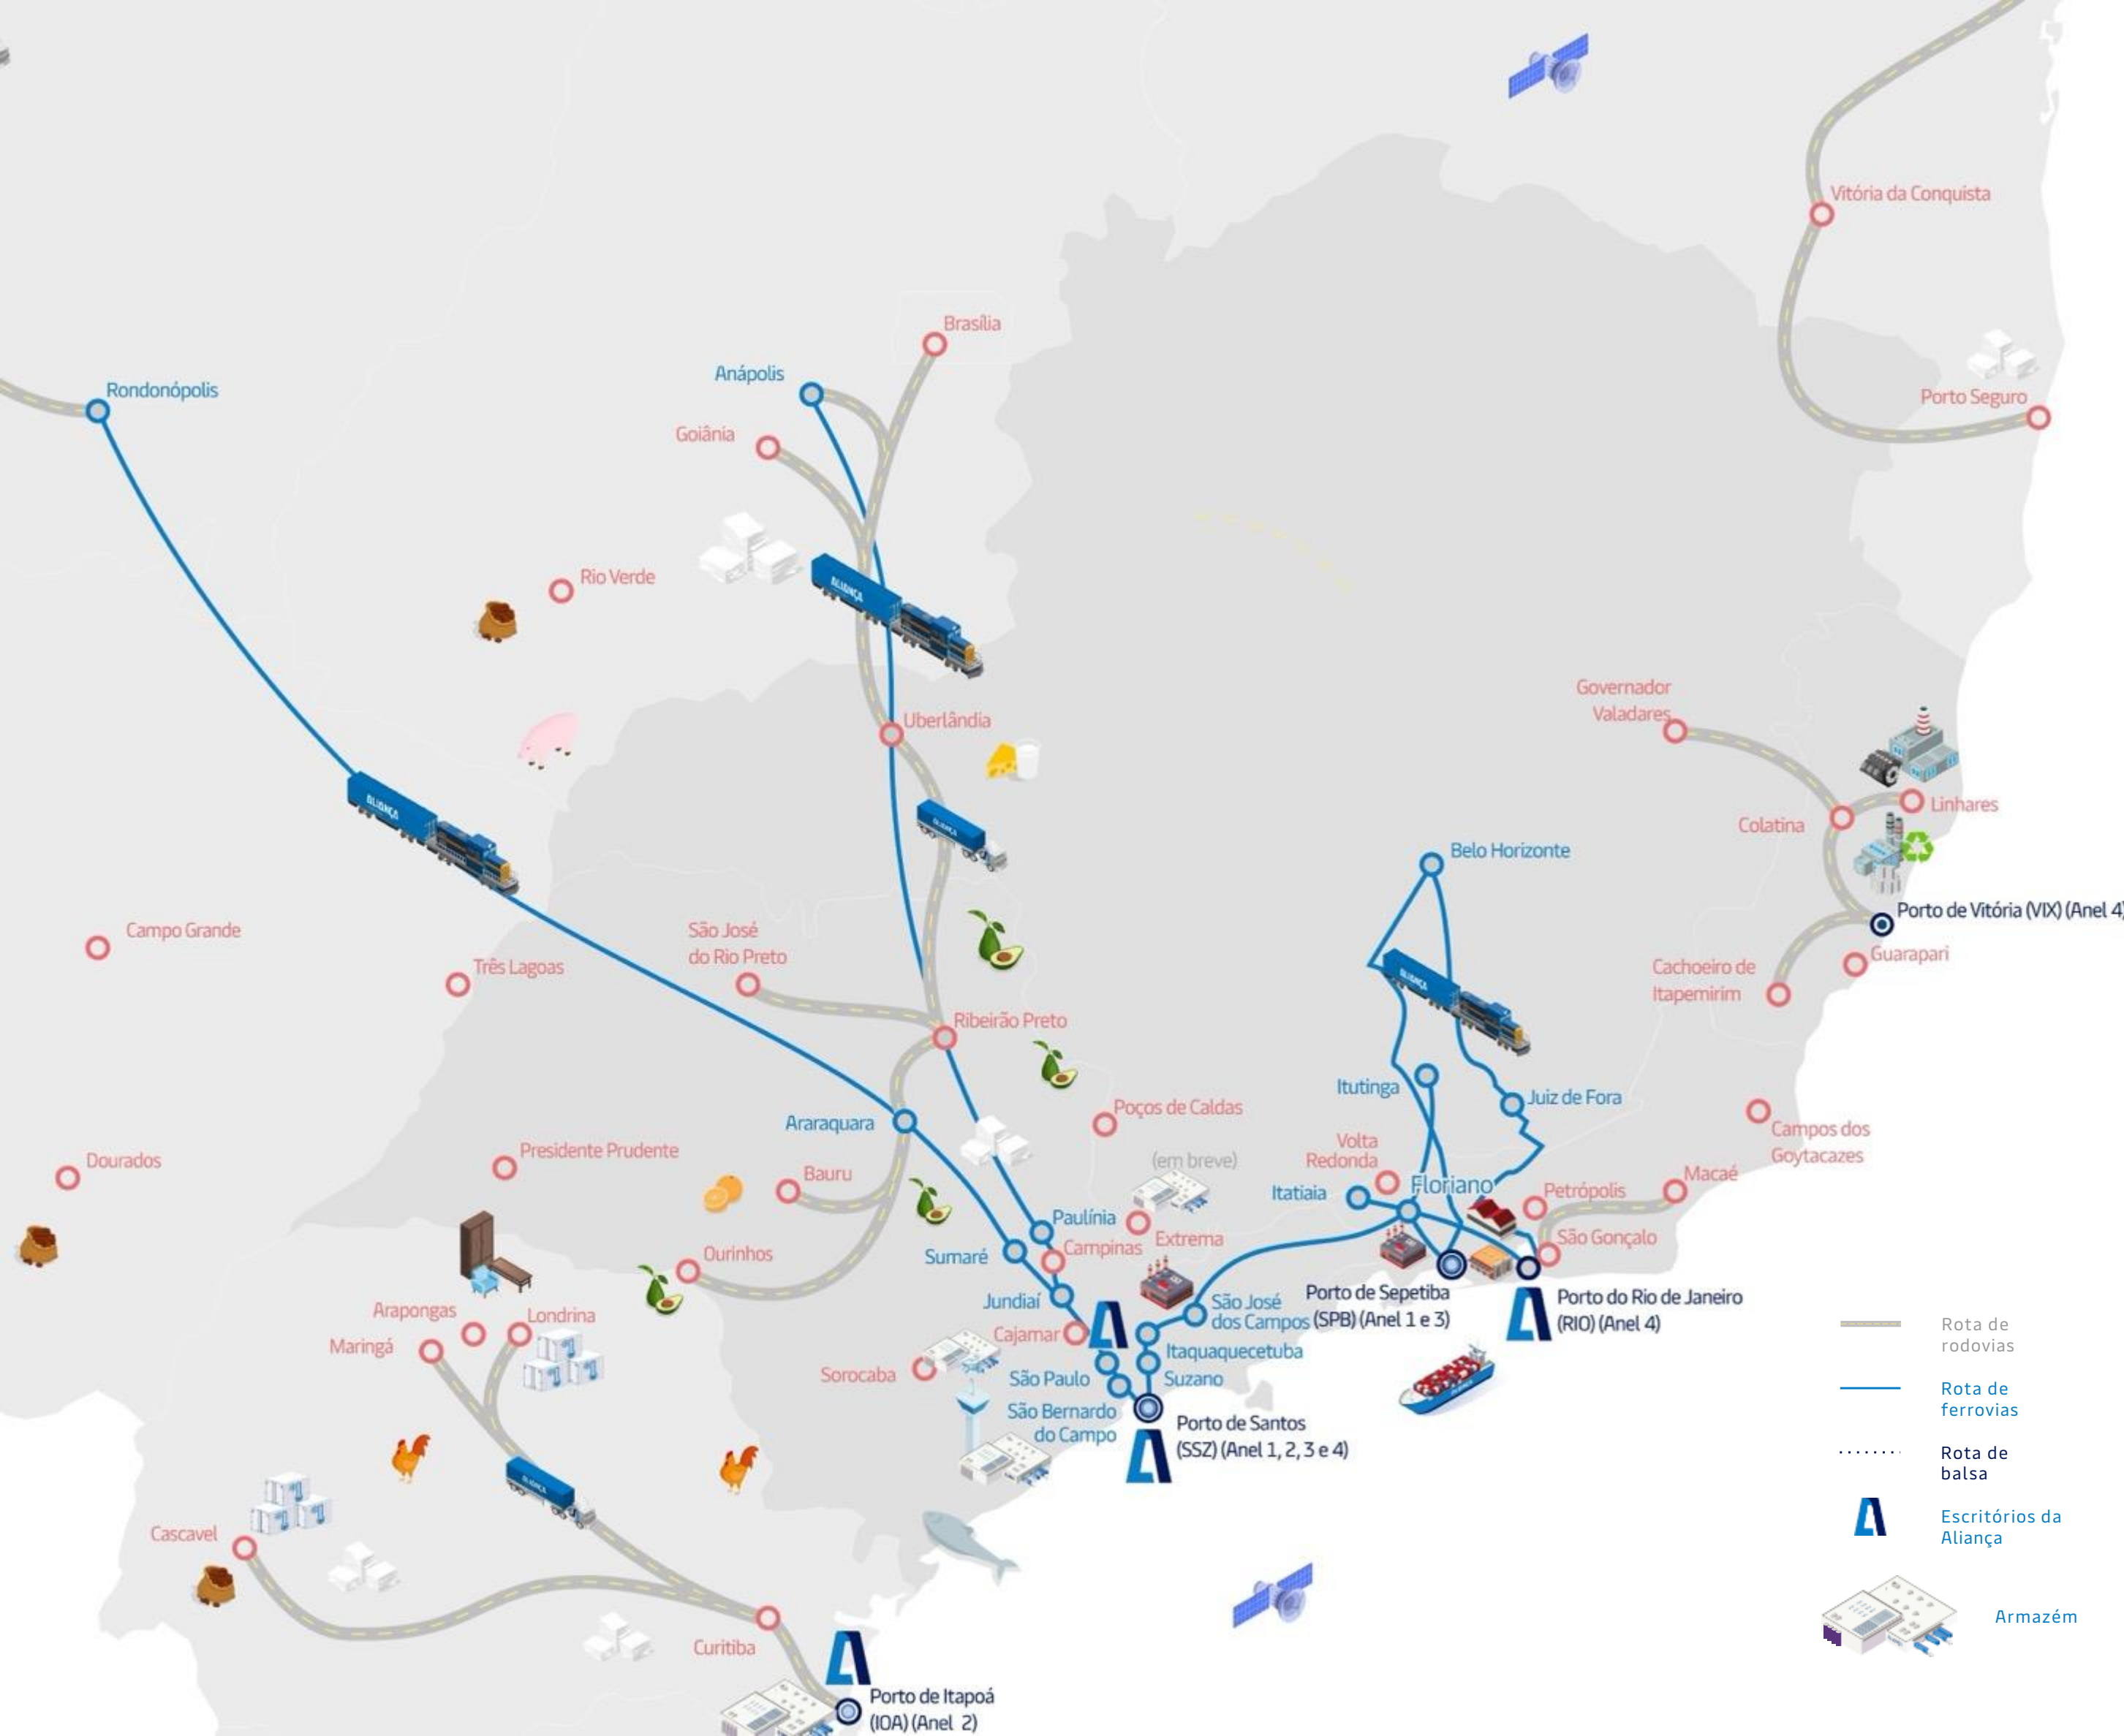 Vitória da Conquista
Brasília
Anápolis
Rondonópolis
Porto Seguro
Goiânia
Rio Verde
ALIANÇA
Governador
Valadares
Uberlândia
ALIANÇA
Linhares
ALIANÇA
Colatina
Belo Horizonte
Porto de Vitória (VIX) (Anel 4)
Campo Grande
São José
do Rio Preto
Guarapari
Três Lagoas
ALIANÇA
Cachoeiro de
Itapemirim
Ribeirão Preto
Itutinga
Juiz de Fora
Poços de Caldas
Araraquara
Campos dos
Goytacazes
Volta
Redonda
Presidente Prudente
(em breve)
Dourados
Bauru
Macaé
Floriano
Itatiaia
Petrópolis
Paulínia
São Gonçalo
Extrema
Campinas
Sumaré
Ourinhos
Porto de Sepetiba
(SPB) (Anel 1 e 3)
Porto do Rio de Janeiro
(RIO) (Anel 4)
Jundiaí
São José
dos Campos
Arapongas
Londrina
Maringá
Cajamar
Itaquaquecetuba
Sorocaba
São Paulo
Suzano
São Bernardo
do Campo
Porto de Santos
(SSZ) (Anel 1, 2, 3 e 4)
ALIANÇA
Cascavel
Curitiba
Porto de Itapoá
(IOA) (Anel 2)
Rota de
rodovias
Rota de
ferrovias
Rota de
balsa
Escritórios da
Aliança
Armazém